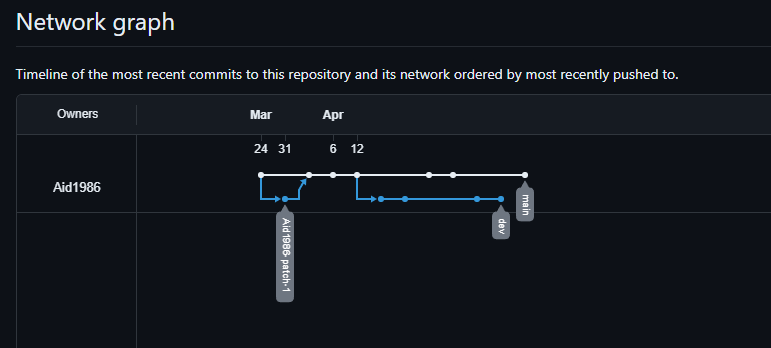 Network graph
Timeline of the most recent commits to this repository and its network ordered by most recently pushed to.
Owners
Mar Apr
24 31 6 12
Aid1986
main
dev
Aid1986-patch-1